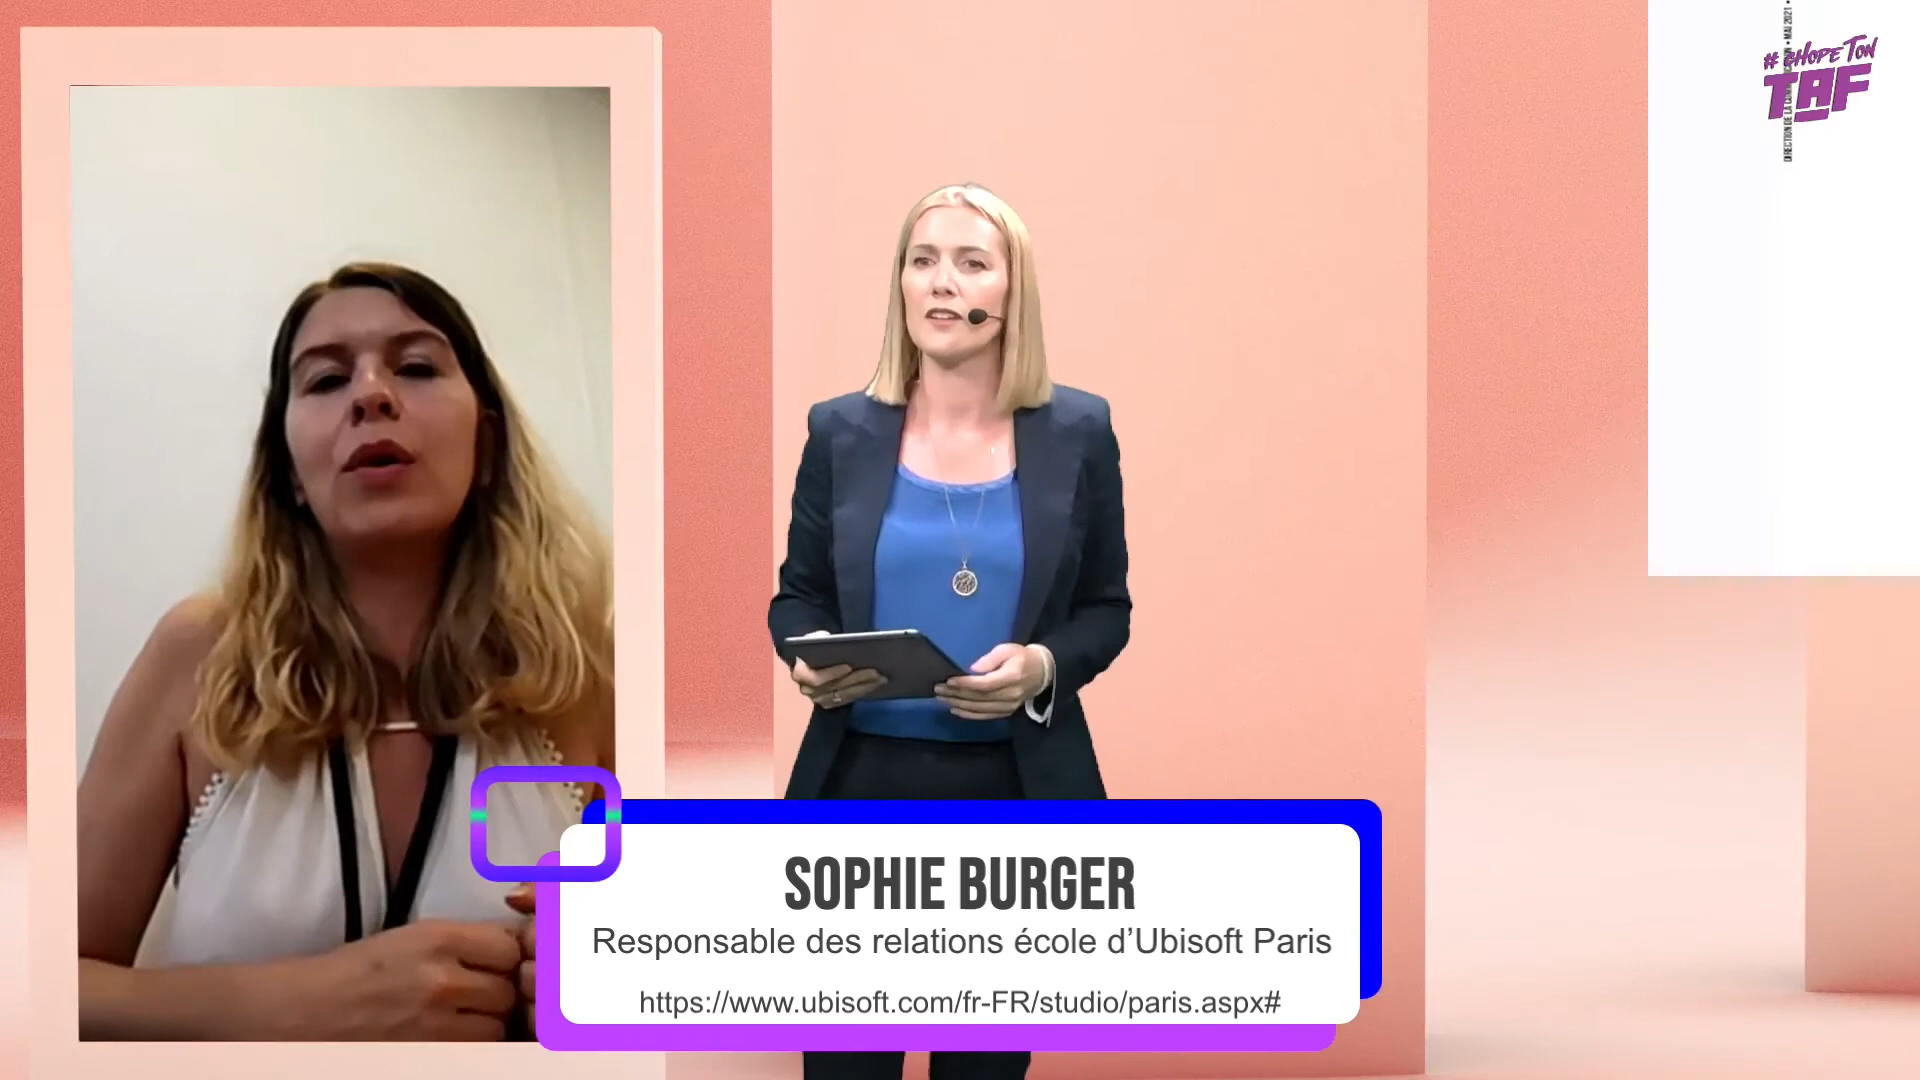 #CHOPE TON
TAF
SOPHIE BURGER
Responsable des relations école d’Ubisoft Paris
https://www.ubisoft.com/fr-FR/studio/paris.aspx#